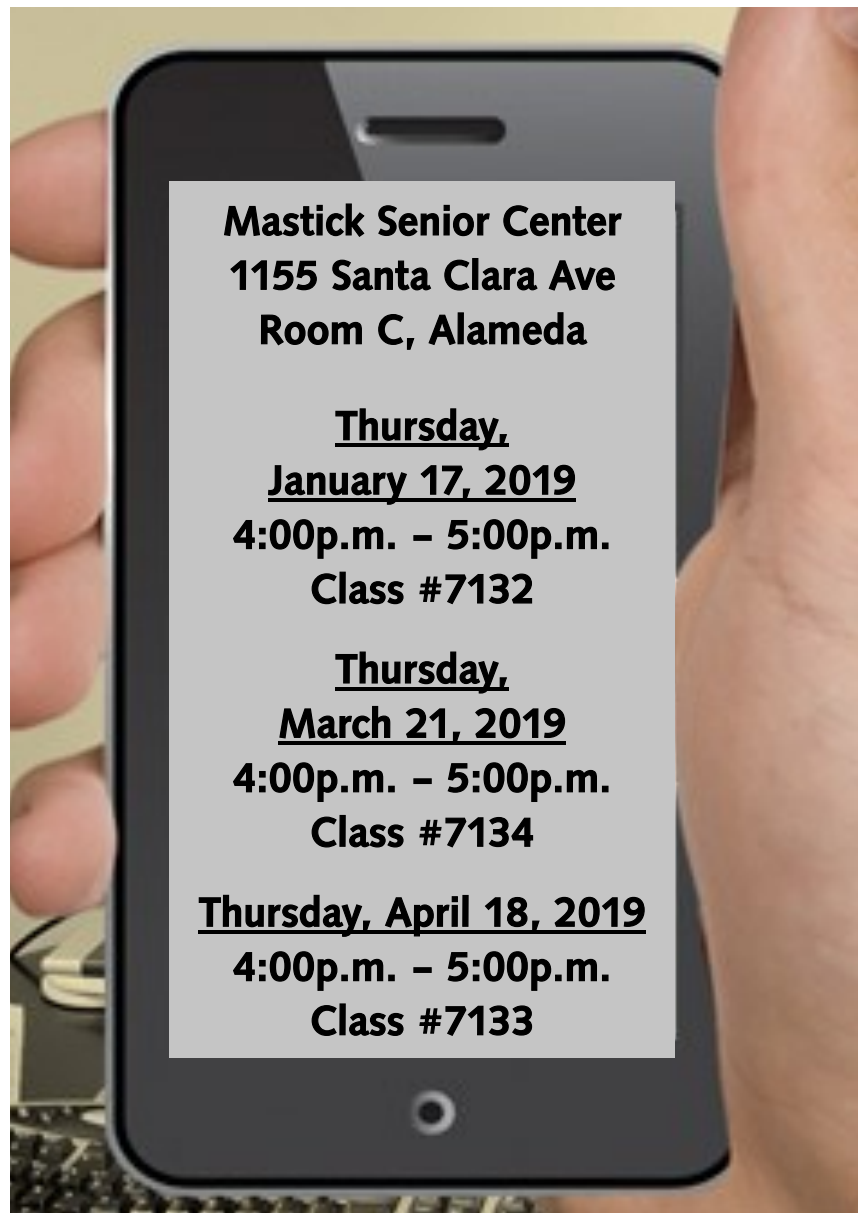 Mastick Senior Center
1155 Santa Clara Ave
Room C, Alameda
Thursday,
January 17, 2019
4:00p.m. – 5:00p.m.
Class #7132
Thursday,
March 21, 2019
4:00p.m. – 5:00p.m.
Class #7134
Thursday, April 18, 2019
4:00p.m. – 5:00p.m.
Class #7133